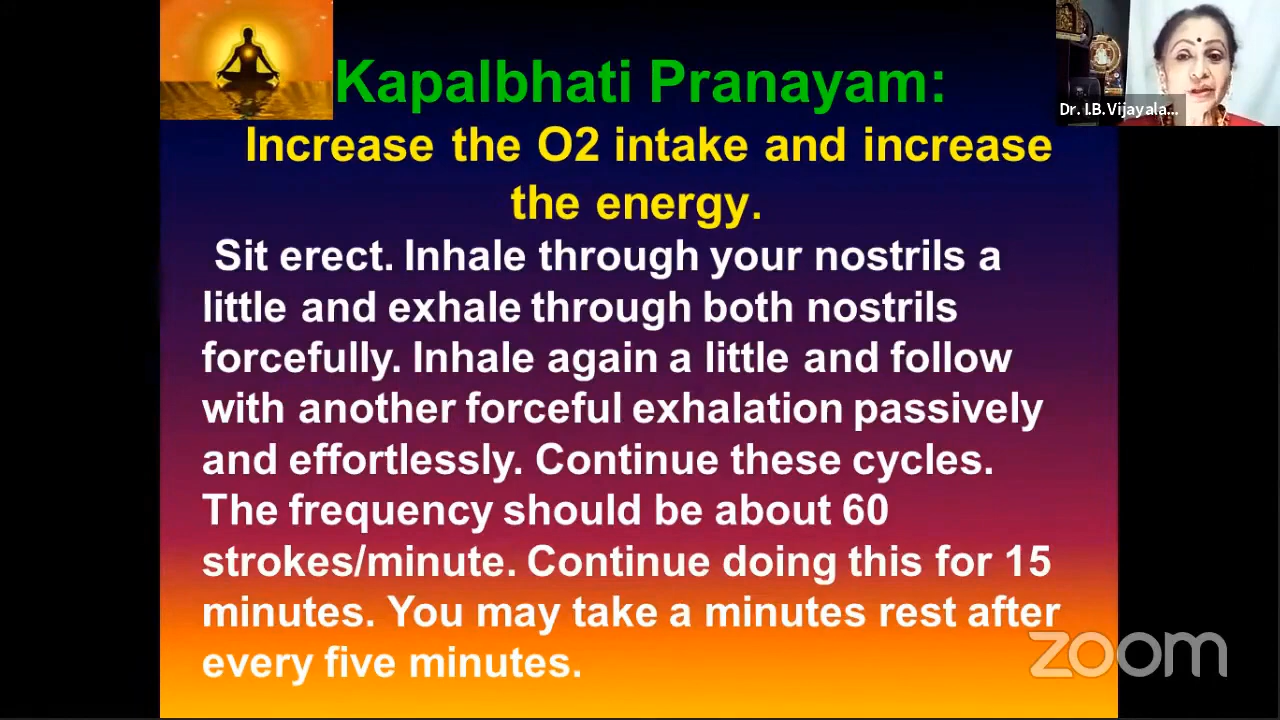 Kapalbhati Pranayam:
Increase the O2 intake and increase
the energy.
Sit erect. Inhale through your nostrils a
little and exhale through both nostrils
forcefully. Inhale again a little and follow
with another forceful exhalation passively
and effortlessly. Continue these cycles.
The frequency should be about 60
strokes/minute. Continue doing this for 15
minutes. You may take a minutes rest after
every five minutes.
Dr. I.B.Vijayala...
zoom